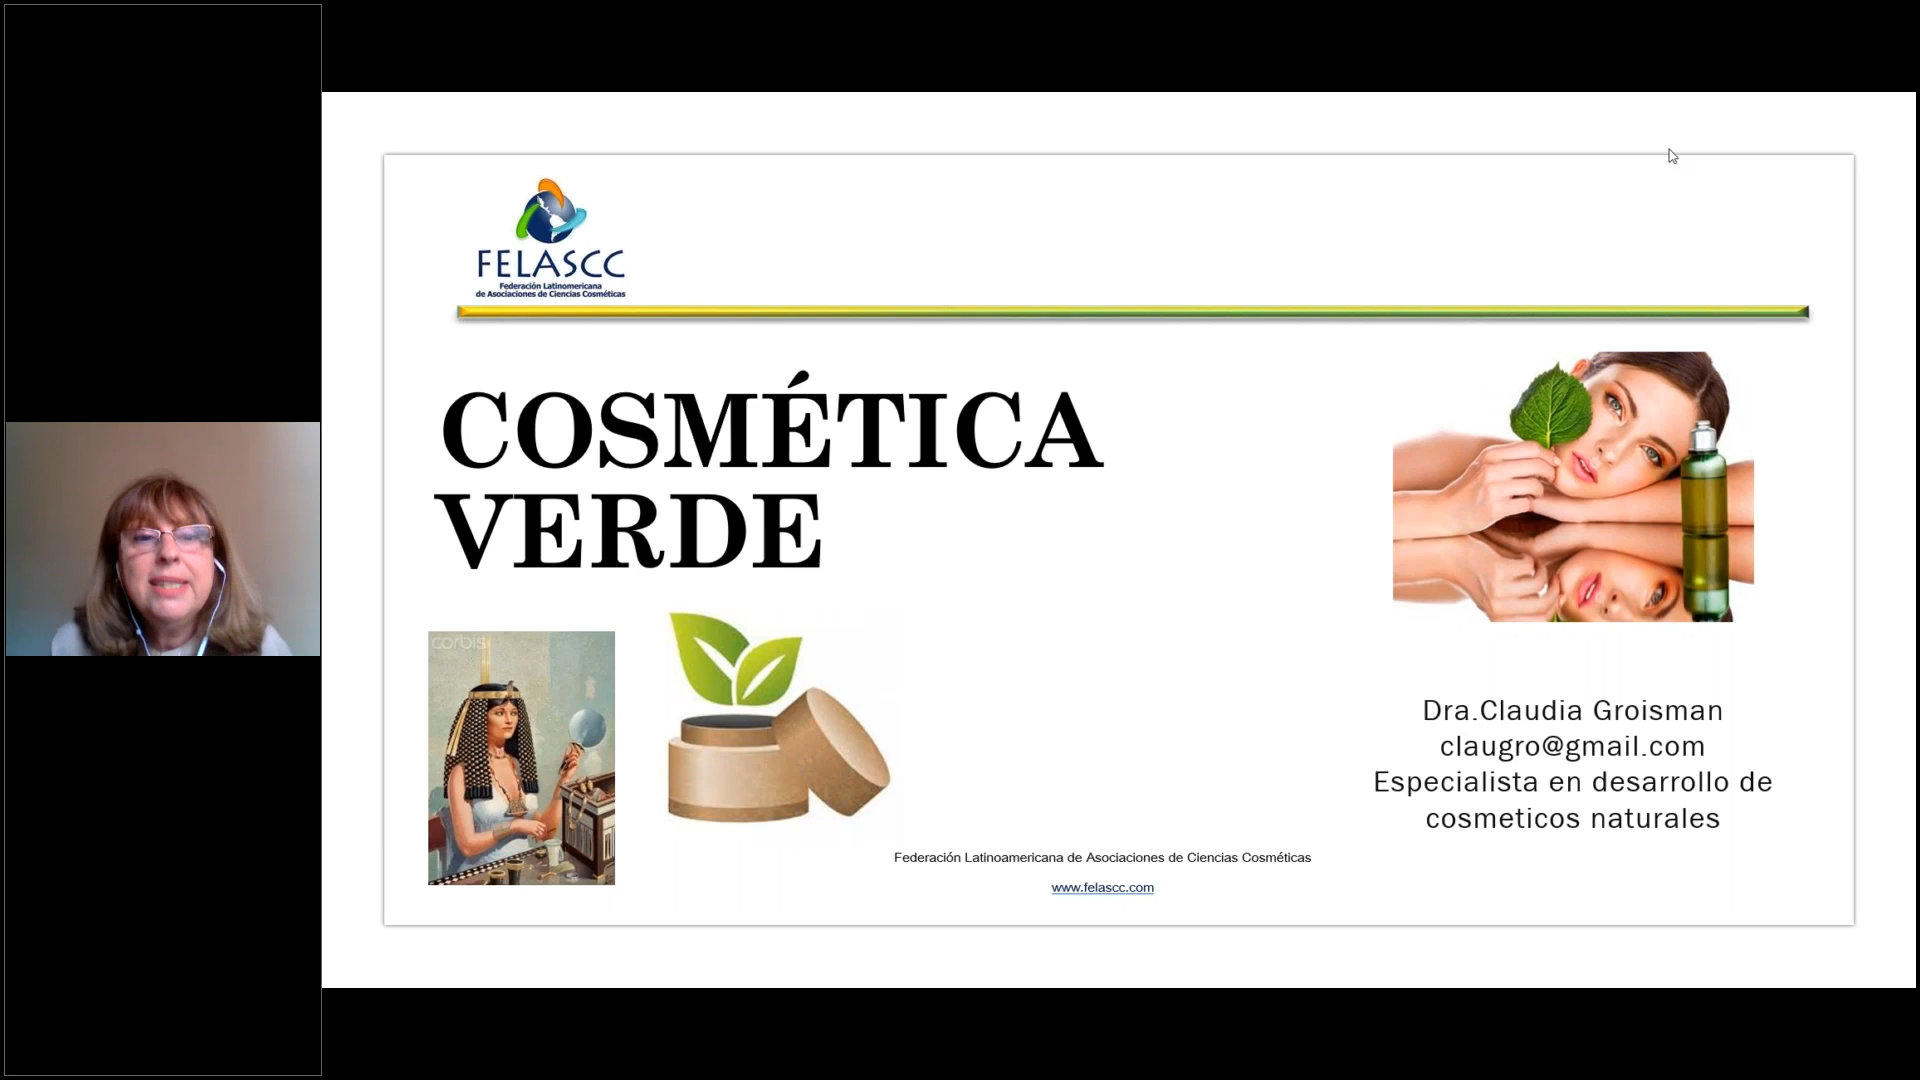 FELASCC
Federación Latinomericana
de Asociaciones de Ciencias Cosméticas
COSMÉTICA
VERDE
corbis
Dra.Claudia Groisman
claugro@gmail.com
Especialista en desarrollo de
cosmeticos naturales
Federación Latinoamericana de Asociaciones de Ciencias Cosméticas
www.felascc.com